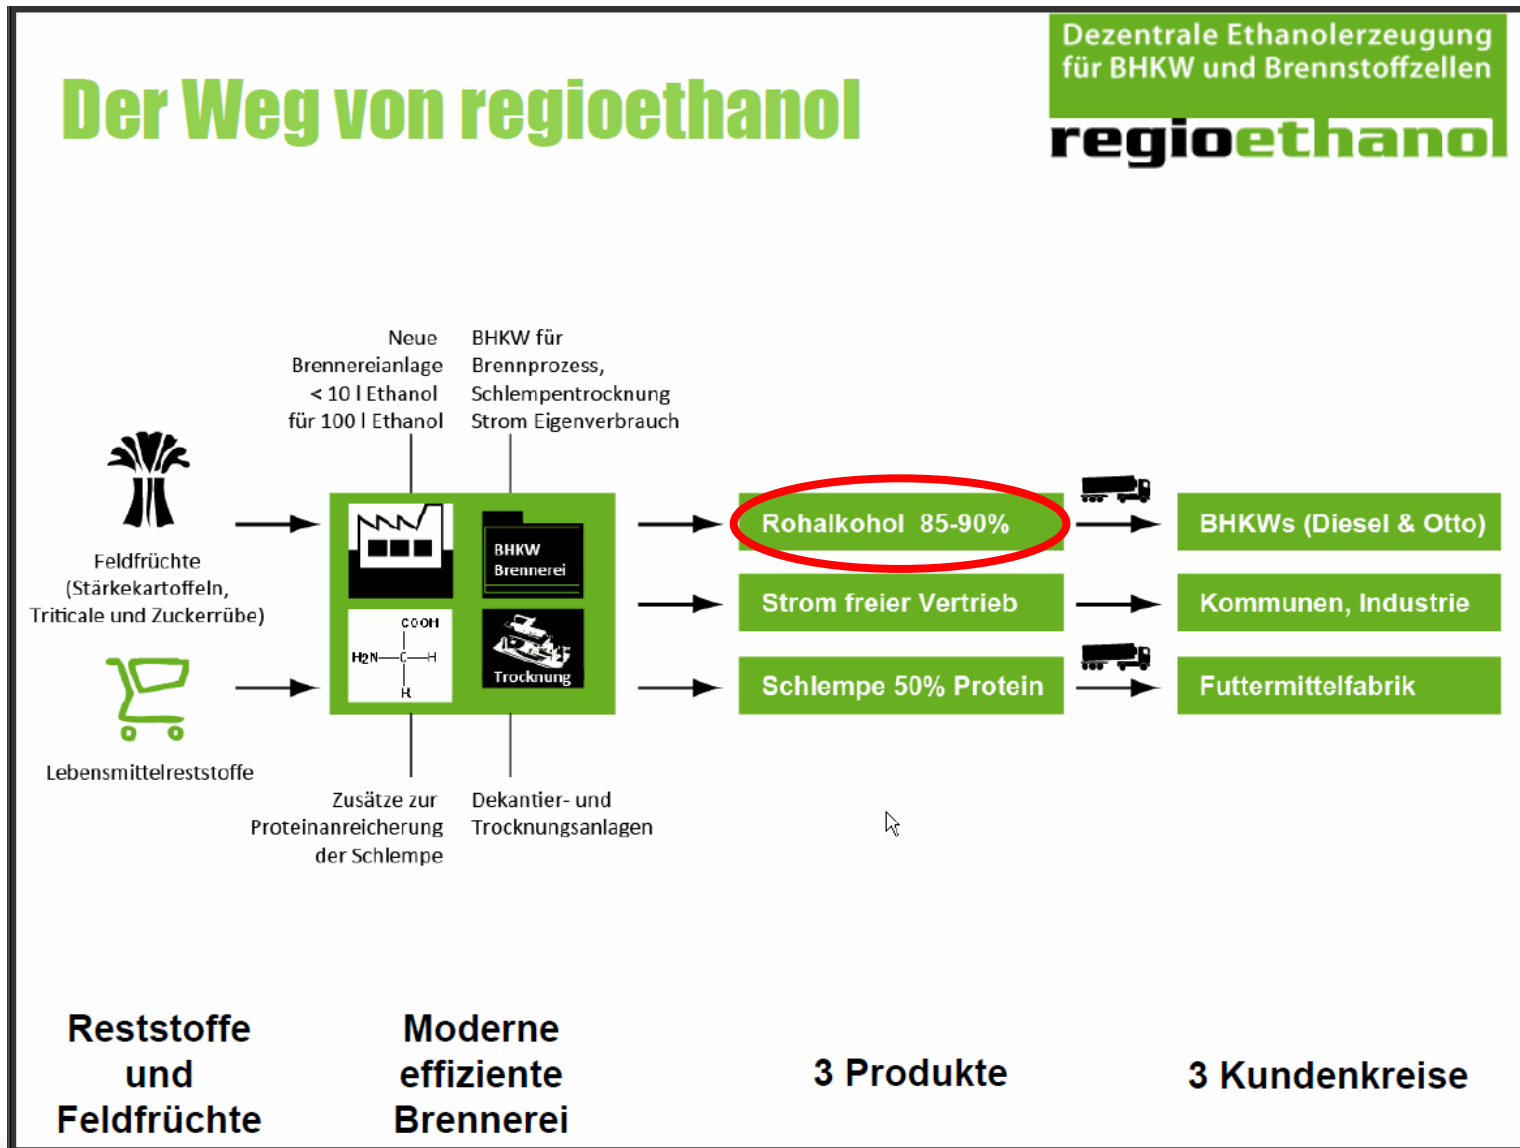 Der Weg von regioethanol
Dezentrale Ethanolerzeugung
für BHKW und Brennstoffzellen
regioethanol
Neue
Brennereianlage
< 10 l Ethanol
für 100 l Ethanol
BHKW für
Brennprozess,
Schlempentrocknung
Strom Eigenverbrauch
Feldfrüchte
(Stärkekartoffeln,
Triticale und Zuckerrübe)
Lebensmittelreststoffe
BHKW
Brennerei
COOH
H2N—C—H
R
Trocknung
Zusätze zur
Proteinanreicherung
der Schlempe
Dekantier- und
Trocknungsanlagen
Rohalkohol 85-90%
Strom freier Vertrieb
Schlempe 50% Protein
BHKWs (Diesel & Otto)
Kommunen, Industrie
Futtermittelfabrik
Reststoffe
und
Feldfrüchte
Moderne
effiziente
Brennerei
3 Produkte
3 Kundenkreise